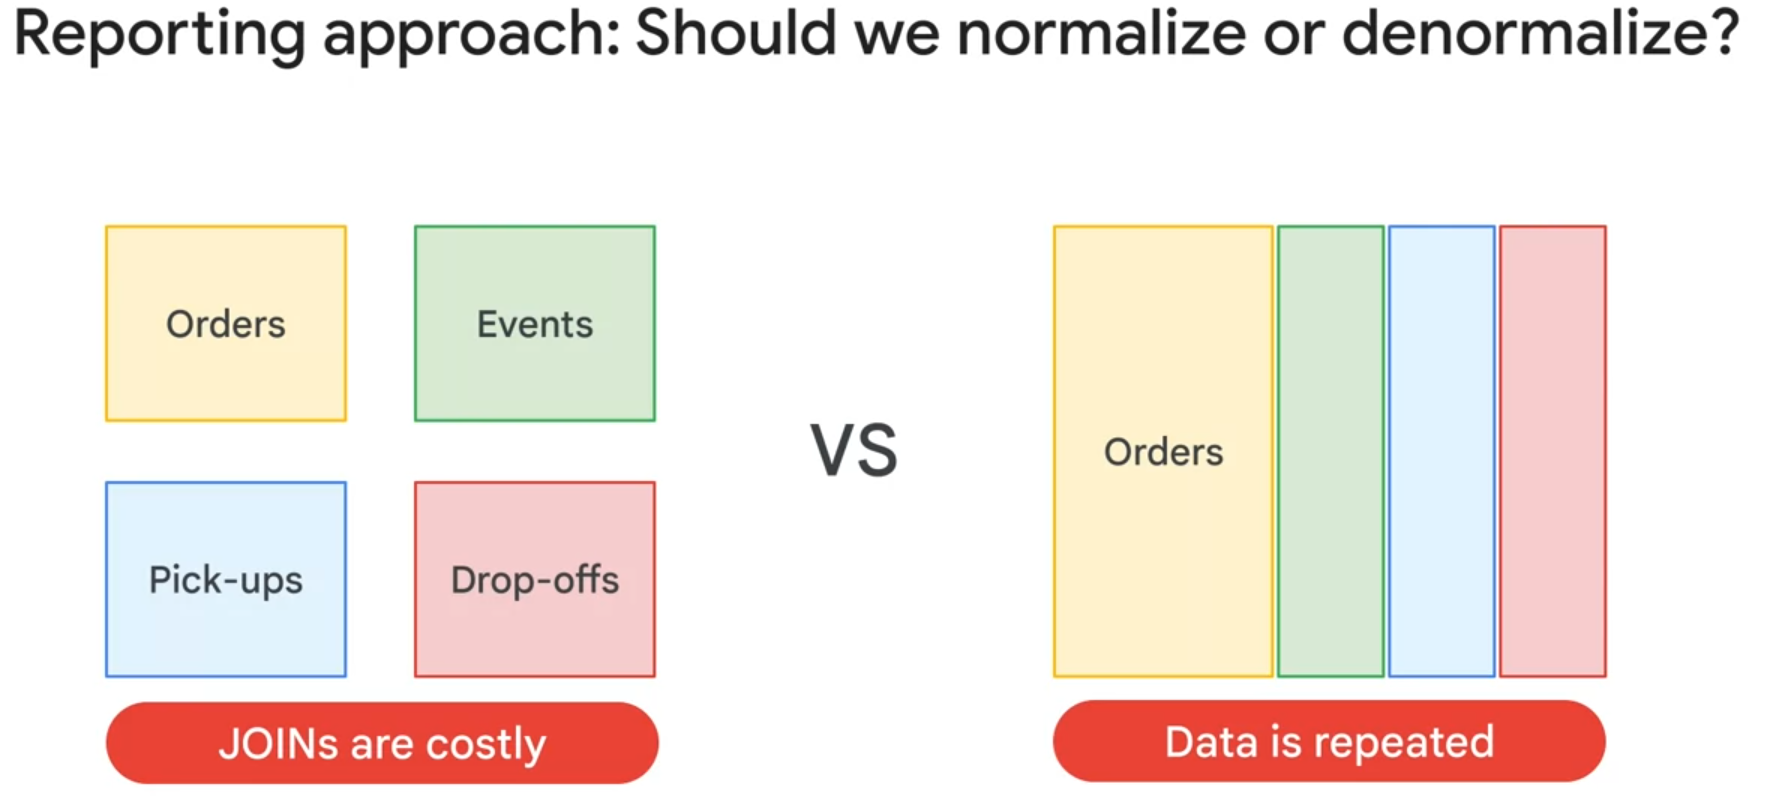 Reporting approach: Should we normalize or denormalize?
Orders
Events
Pick-ups
Drop-offs
JOINs are costly
VS
Orders
Data is repeated